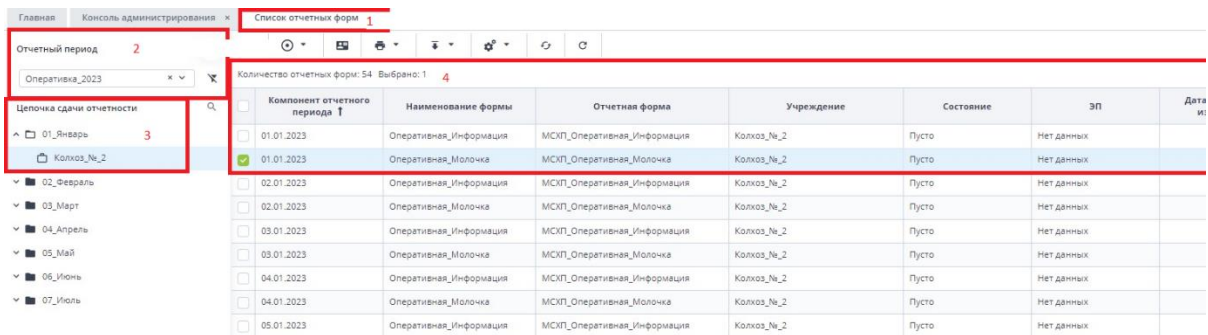 Главная Консоль администрирования × Список отчетных форм 1
Отчетный период 2
Оперативка_2023 ×
Количество отчетных форм: 54 Выбрано: 1 4
Цепочка сдачи отчетности
Компонент отчетного периода ↑ Наименование формы Отчетная форма Учреждение Состояние ЭП Дата
01_Январь 3
01.01.2023 Оперативная_Информация МСХП_Оперативная_Информация Колхоз_№_2 Пусто Нет данных
Колхоз_№_2
01.01.2023 Оперативная_Молочка МСХП_Оперативная_Молочка Колхоз_№_2 Пусто Нет данных
02_Февраль
02.01.2023 Оперативная_Информация МСХП_Оперативная_Информация Колхоз_№_2 Пусто Нет данных
03_Март
02.01.2023 Оперативная_Молочка МСХП_Оперативная_Молочка Колхоз_№_2 Пусто Нет данных
04_Апрель
03.01.2023 Оперативная_Информация МСХП_Оперативная_Информация Колхоз_№_2 Пусто Нет данных
05_Май
03.01.2023 Оперативная_Молочка МСХП_Оперативная_Молочка Колхоз_№_2 Пусто Нет данных
06_Июнь
04.01.2023 Оперативная_Информация МСХП_Оперативная_Информация Колхоз_№_2 Пусто Нет данных
07_Июль
04.01.2023 Оперативная_Молочка МСХП_Оперативная_Молочка Колхоз_№_2 Пусто Нет данных
05.01.2023 Оперативная_Информация МСХП_Оперативная_Информация Колхоз_№_2 Пусто Нет данных